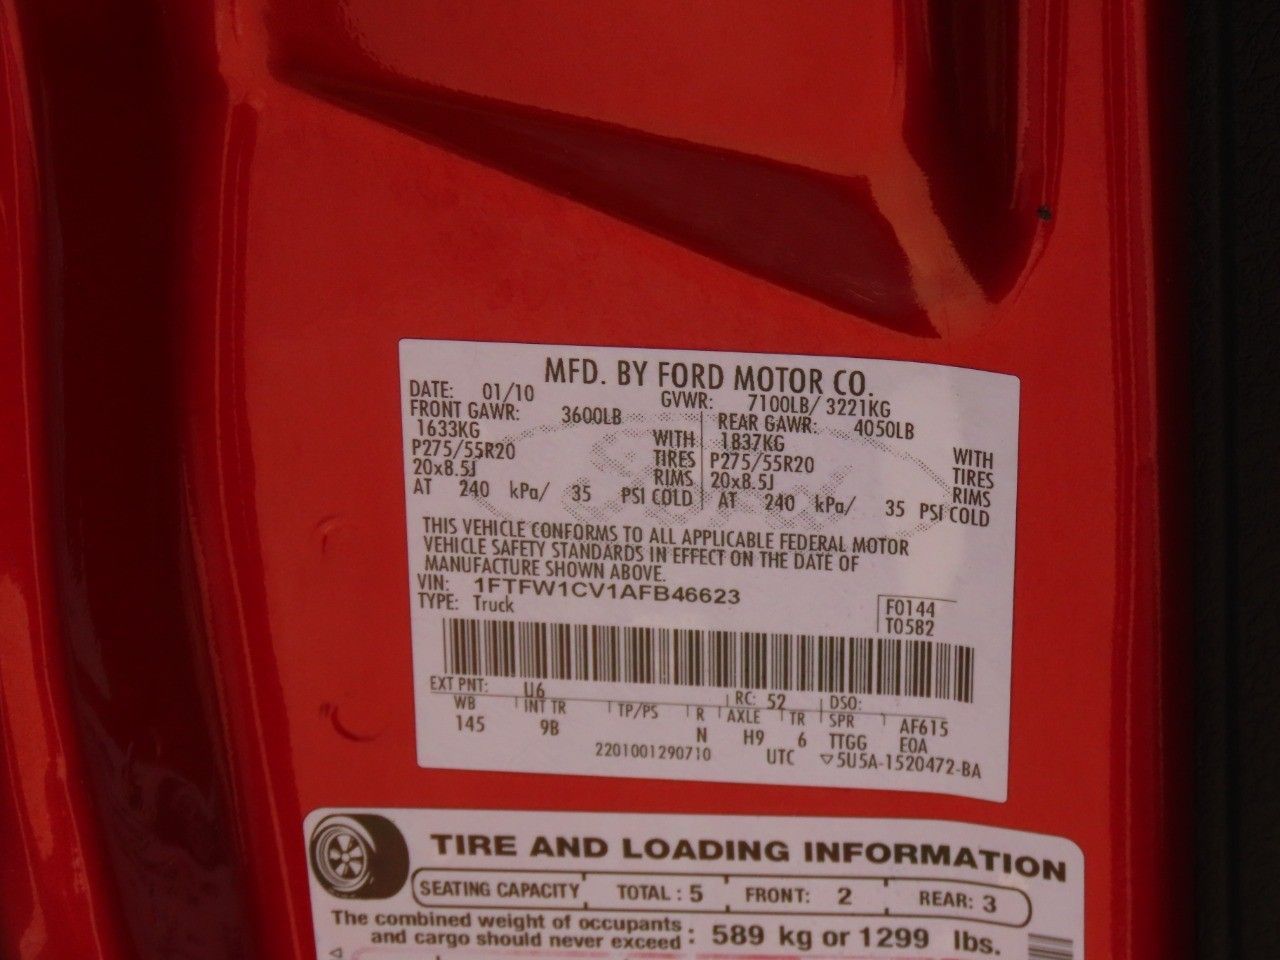 MFD. BY FORD MOTOR CO.
DATE: 01/10 GVWR: 7100LB/ 3221KG
FRONT GAWR: 3600LB REAR GAWR: 4050LB
1633KG WITH 1837KG WITH
P275/55R20 TIRES P275/55R20 TIRES
20x8.5J RIMS 20x8.5J RIMS
AT 240 kPa/ 35 PSI COLD AT 240 kPa/ 35 PSI COLD
THIS VEHICLE CONFORMS TO ALL APPLICABLE FEDERAL MOTOR
VEHICLE SAFETY STANDARDS IN EFFECT ON THE DATE OF
MANUFACTURE SHOWN ABOVE.
VIN: 1FTFW1CV1AFB46623
TYPE: Truck
F0144
T0582
EXT PNT: U6 RC: 52 DSO:
WB INT TR TP/PS R AXLE TR SPR AF615
145 9B N H9 6 TTGG E0A
2201001290710 UTC ▽5U5A-1520472-BA
TIRE AND LOADING INFORMATION
SEATING CAPACITY TOTAL : 5 FRONT: 2 REAR: 3
The combined weight of occupants
and cargo should never exceed : 589 kg or 1299 lbs.